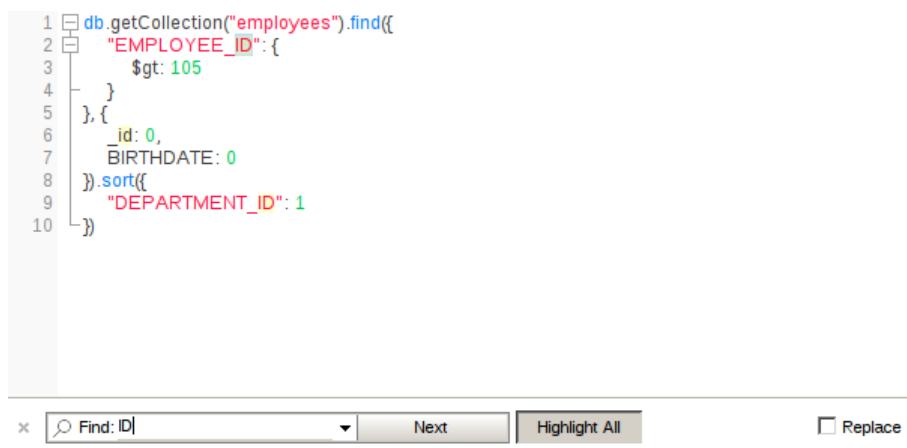 1 db.getCollection("employees").find({
2 "EMPLOYEE_ID": {
3 $gt: 105
4 }
5 }, {
6 _id: 0,
7 BIRTHDATE: 0
8 }).sort({
9 "DEPARTMENT_ID": 1
10 })
Find: ID Next Highlight All Replace